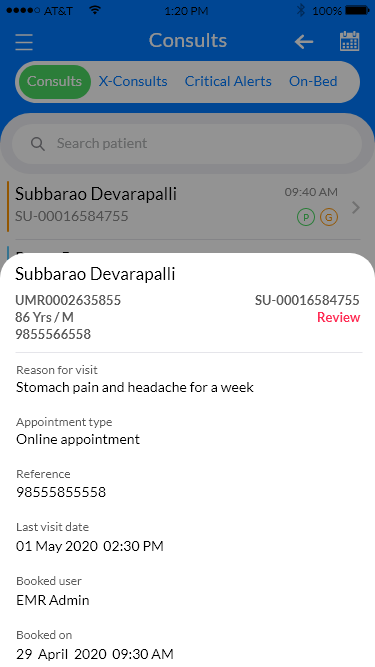 AT&T 1:20 PM 100%
Consults
Consults X-Consults Critical Alerts On-Bed
Search patient
Subbarao Devarapalli 09:40 AM
SU-00016584755 P G
Subbarao Devarapalli
UMR0002635855 SU-00016584755
86 Yrs / M Review
9855566558
Reason for visit
Stomach pain and headache for a week
Appointment type
Online appointment
Reference
98555855558
Last visit date
01 May 2020 02:30 PM
Booked user
EMR Admin
Booked on
29 April 2020 09:30 AM